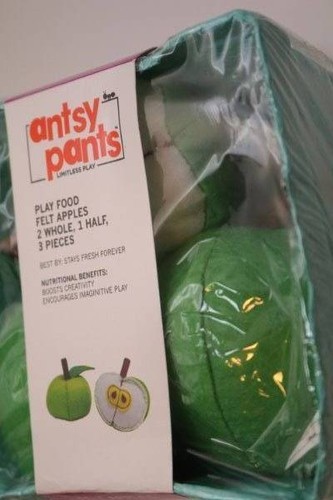 antsy
pants
LIMITLESS PLAY
PLAY FOOD
FELT APPLES
2 WHOLE, 1 HALF,
3 PIECES
BEST BY: STAYS FRESH FOREVER
NUTRITIONAL BENEFITS:
BOOSTS CREATIVITY
ENCOURAGES IMAGINITIVE PLAY